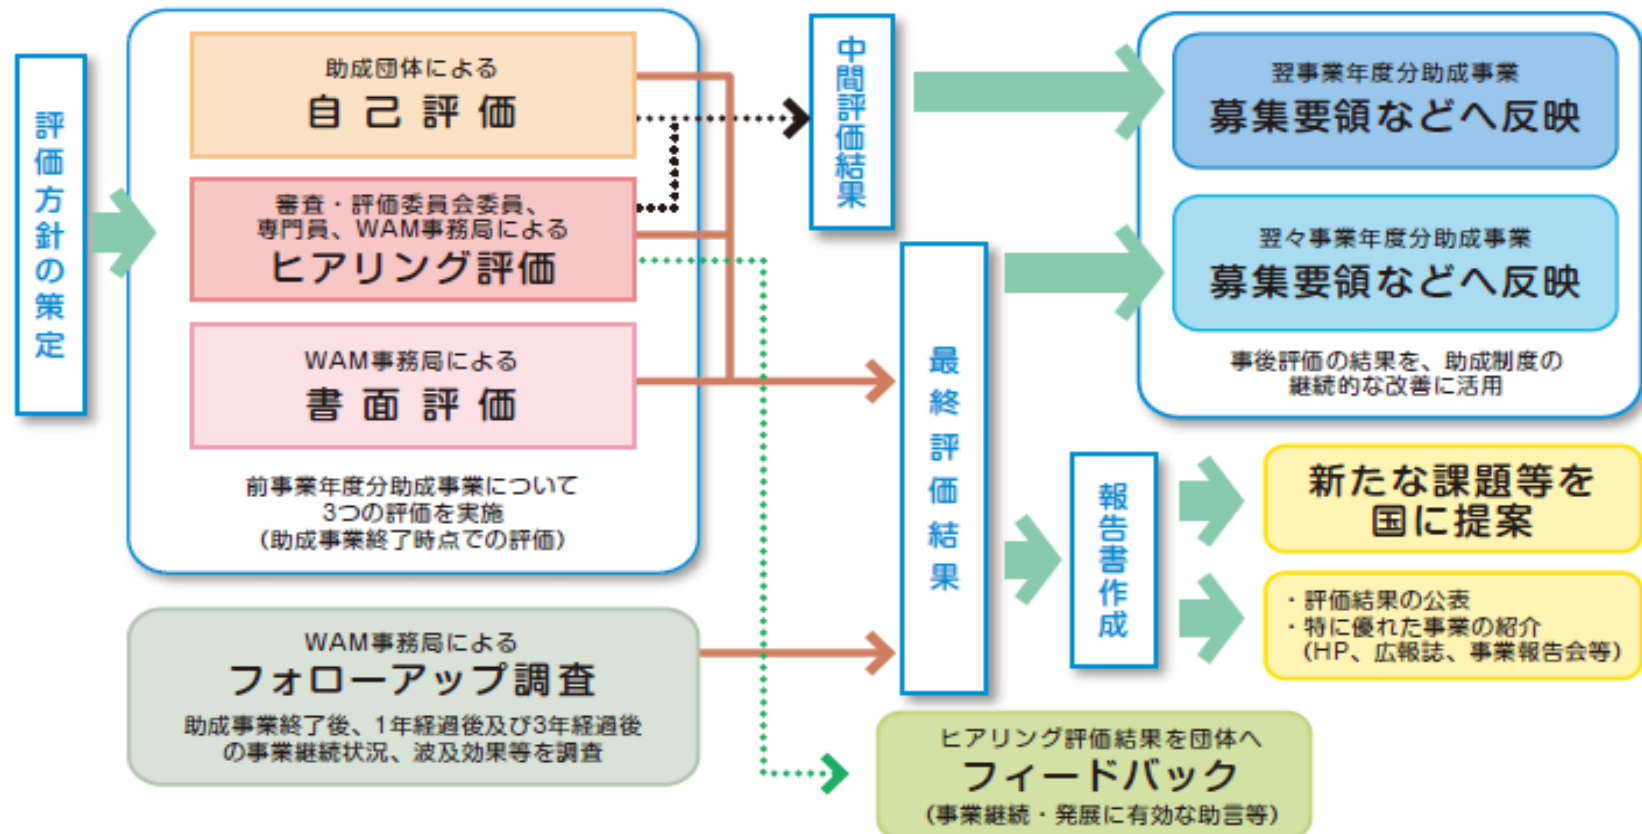 評価方針の策定
助成団体による
自己評価
審査・評価委員会委員、
専門員、WAM事務局による
ヒアリング評価
WAM事務局による
書面評価
前事業年度分助成事業について
3つの評価を実施
（助成事業終了時点での評価）
WAM事務局による
フォローアップ調査
助成事業終了後、1年経過後及び3年経過後
の事業継続状況、波及効果等を調査
中間評価結果
最終評価結果
翌事業年度分助成事業
募集要領などへ反映
翌々事業年度分助成事業
募集要領などへ反映
事後評価の結果を、助成制度の
継続的な改善に活用
報告書作成
新たな課題等を
国に提案
・評価結果の公表
・特に優れた事業の紹介
（HP、広報誌、事業報告会等）
ヒアリング評価結果を団体へ
フィードバック
（事業継続・発展に有効な助言等）